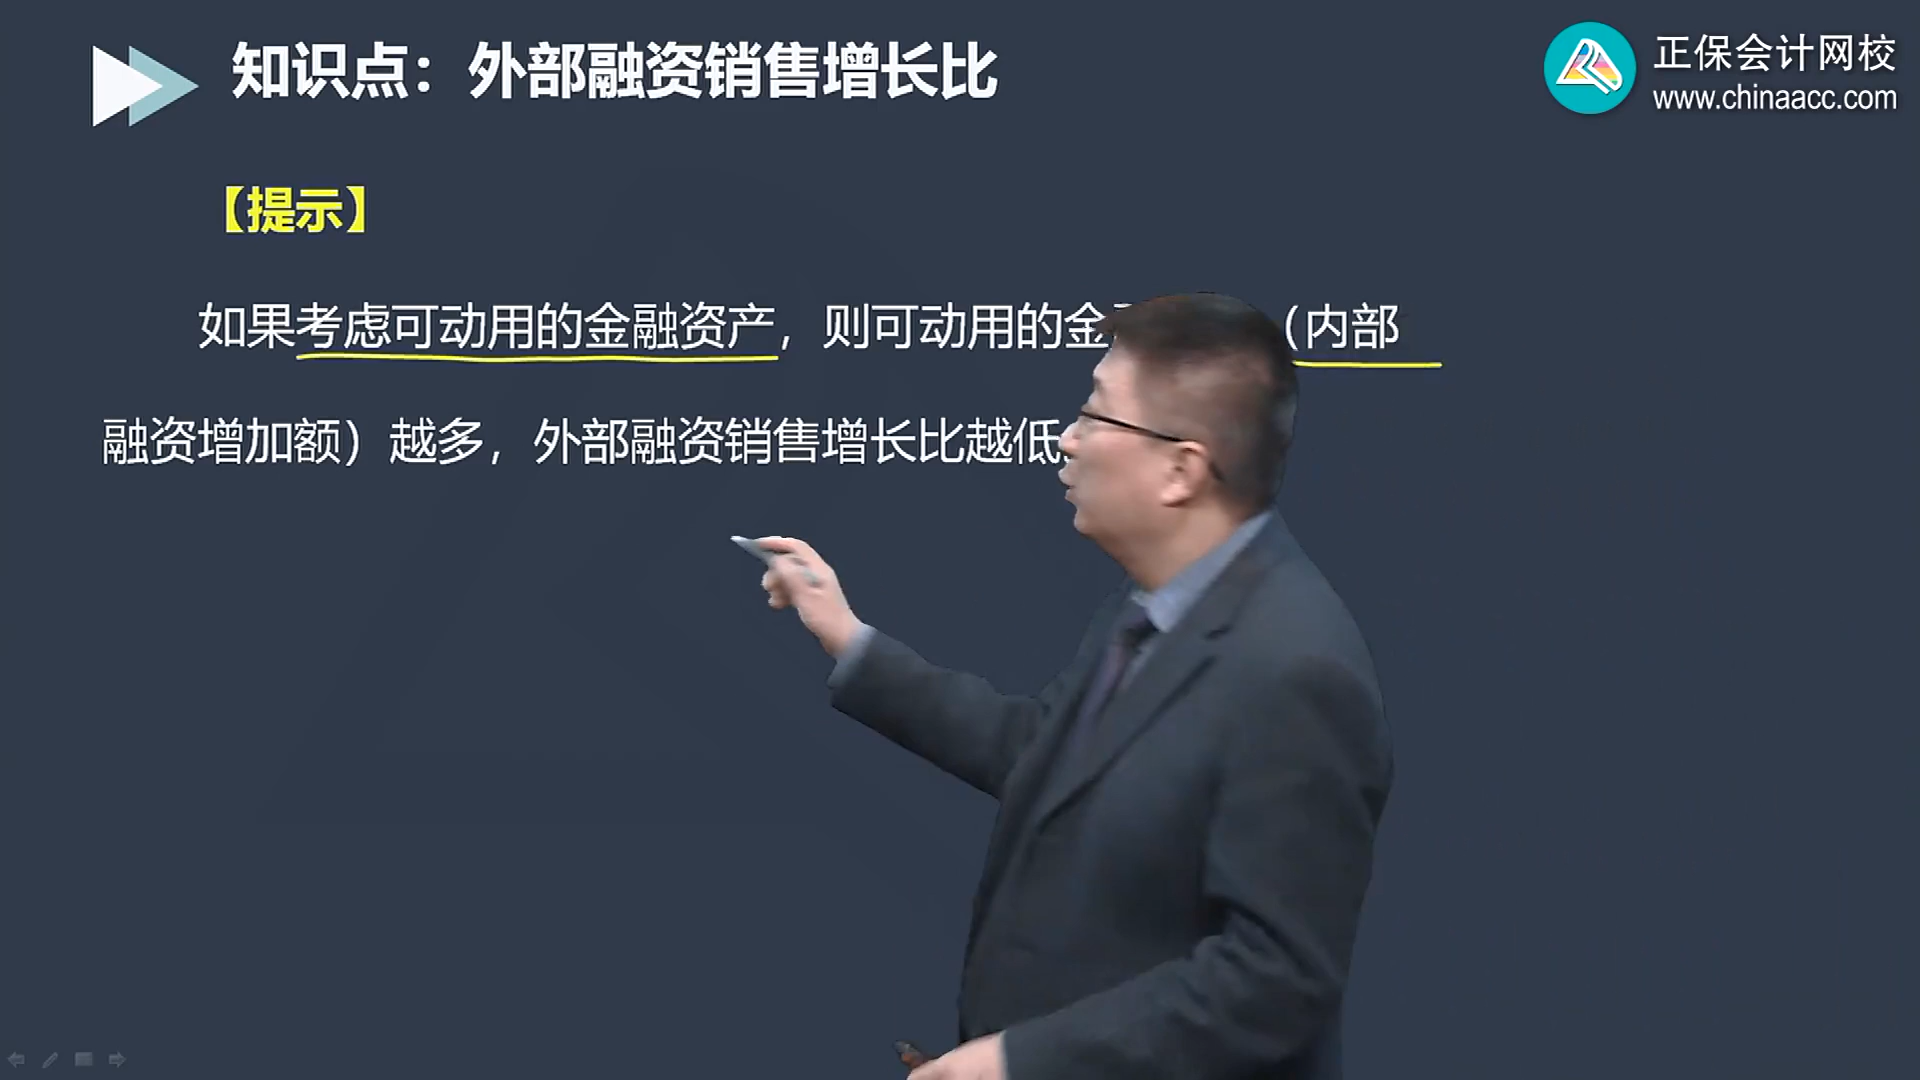 知识点：外部融资销售增长比
正保会计网校
www.chinaacc.com
【提示】
如果考虑可动用的金融资产，则可动用的金（内部
融资增加额）越多，外部融资销售增长比越低